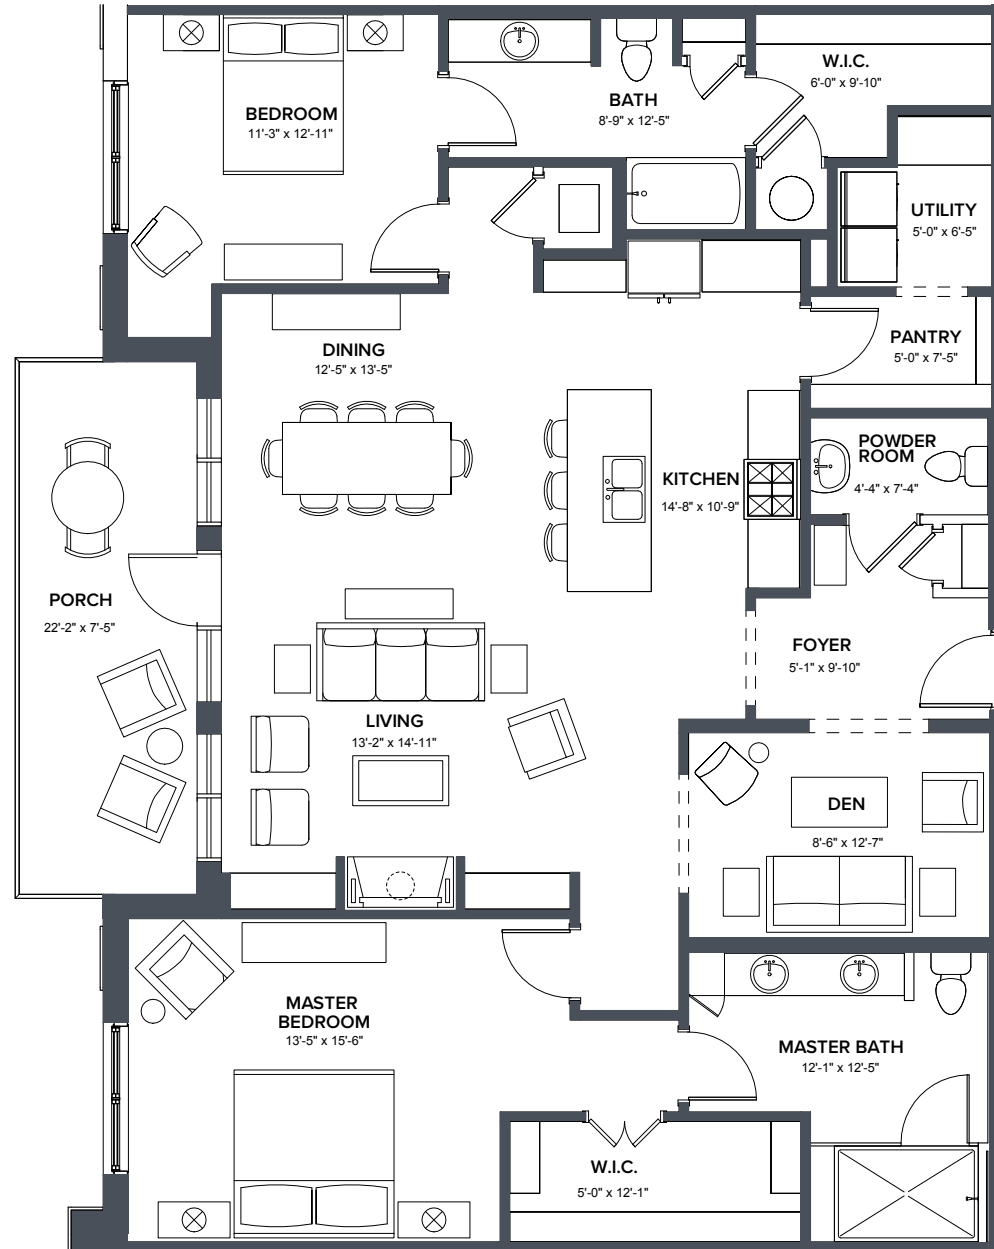 BEDROOM
11'-3" x 12'-11"
BATH
8'-9" x 12'-5"
W.I.C.
6'-0" x 9'-10"
UTILITY
5'-0" x 6'-5"
PANTRY
5'-0" x 7'-5"
DINING
12'-5" x 13'-5"
POWDER
ROOM
4'-4" x 7'-4"
KITCHEN
14'-8" x 10'-9"
PORCH
22'-2" x 7'-5"
FOYER
5'-1" x 9'-10"
LIVING
13'-2" x 14'-11"
DEN
8'-6" x 12'-7"
MASTER
BEDROOM
13'-5" x 15'-6"
MASTER BATH
12'-1" x 12'-5"
W.I.C.
5'-0" x 12'-1"